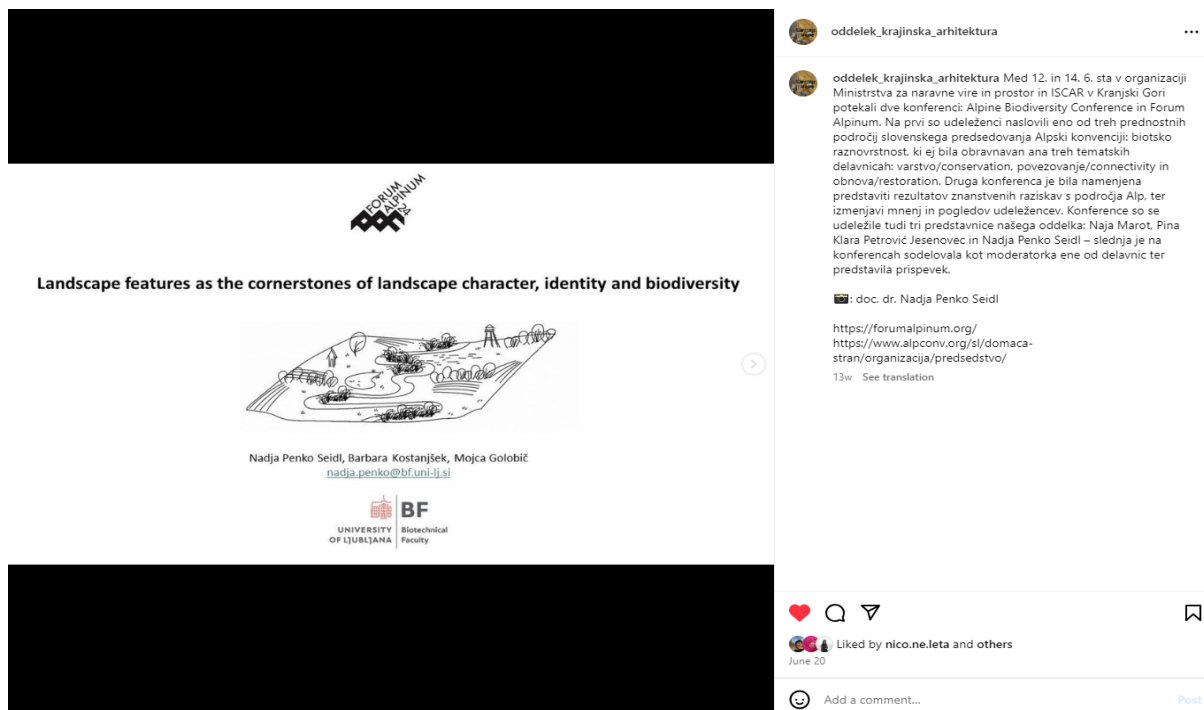 FORUM
ALPINUM
24
Landscape features as the cornerstones of landscape character, identity and biodiversity
Nadja Penko Seidl, Barbara Kostanjšek, Mojca Golobič
nadja.penko@bf.uni-lj.si
UNIVERSITY
OF LJUBLJANA
BF
Biotechnical
Faculty
oddelek_krajinska_arhitektura
oddelek_krajinska_arhitektura Med 12. in 14. 6. sta v organizaciji
Ministrstva za naravne vire in prostor in ISCAR v Kranjski Gori
potekali dve konferenci: Alpine Biodiversity Conference in Forum
Alpinum. Na prvi so udeleženci naslovili eno od treh prednostnih
področij slovenskega predsedovanja Alpski konvenciji: biotsko
raznovrstnost, ki ej bila obravnavan ana treh tematskih
delavnicah: varstvo/conservation, povezovanje/connectivity in
obnova/restoration. Druga konferenca je bila namenjena
predstaviti rezultatov znanstvenih raziskav s področja Alp, ter
izmenjavi mnenj in pogledov udeležencev. Konference so se
udeležile tudi tri predstavnice našega oddelka: Naja Marot, Pina
Klara Petrović Jesenovec in Nadja Penko Seidl – slednja je na
konferencah sodelovala kot moderatorka ene od delavnic ter
predstavila prispevek.
📷: doc. dr. Nadja Penko Seidl
https://forumalpinum.org/
https://www.alpconv.org/sl/domaca-
stran/organizacija/predsedstvo/
13w See translation
Liked by nico.ne.leta and others
June 20
Add a comment...
Post